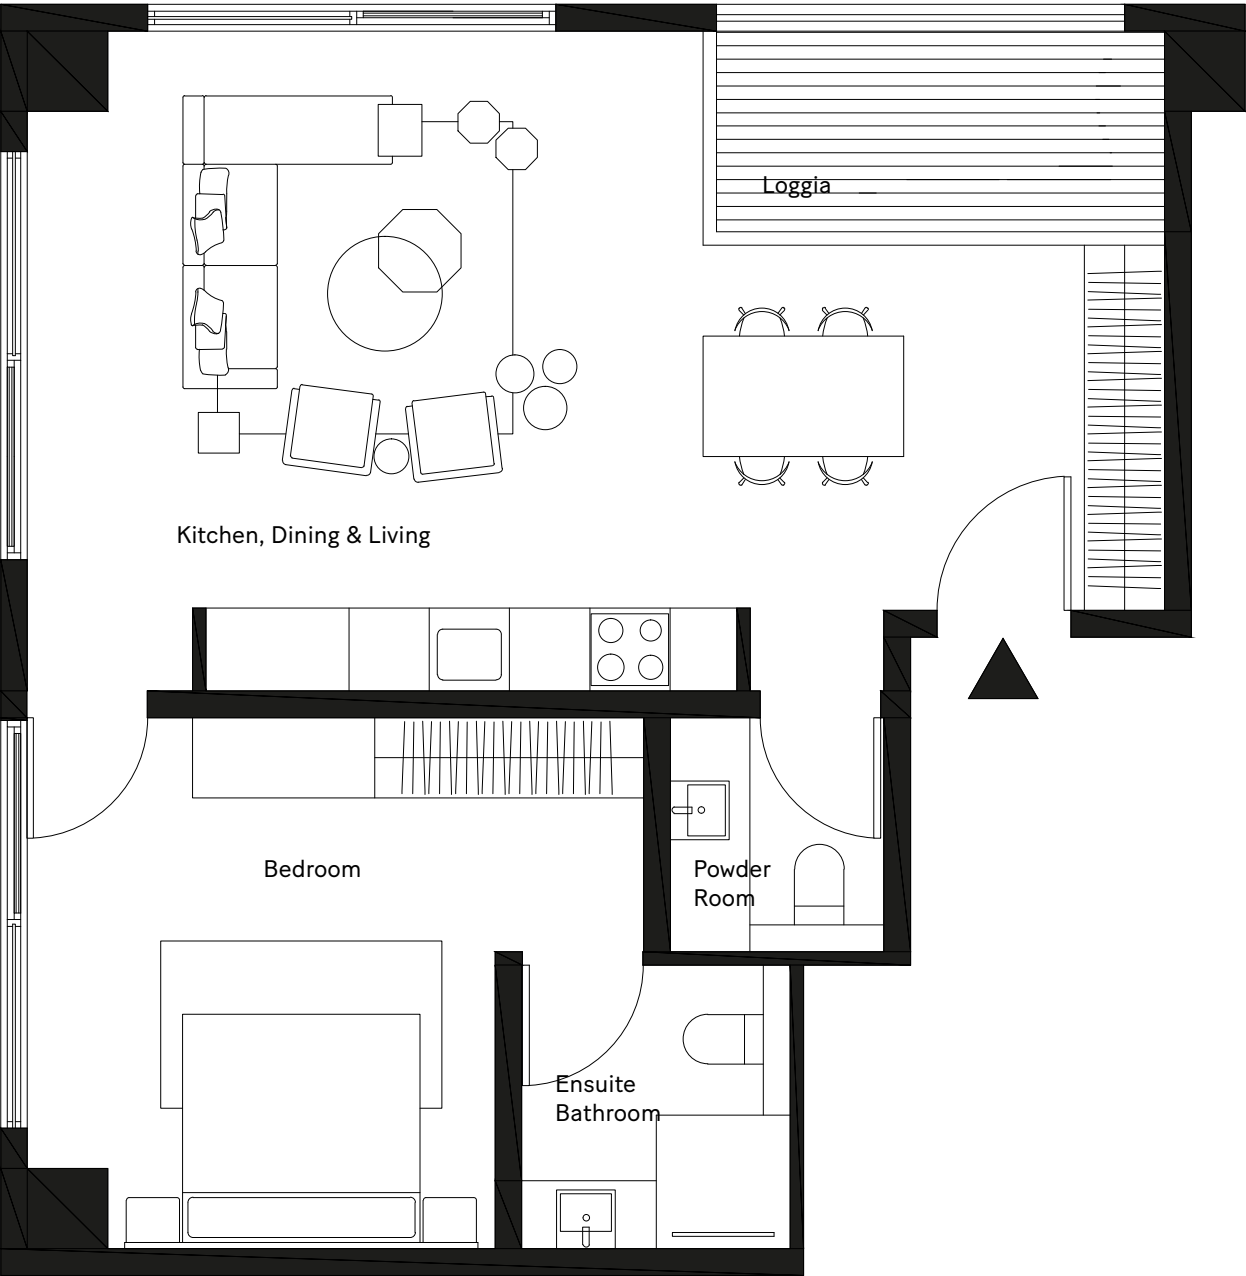 Loggia
Kitchen, Dining & Living
Bedroom
Powder
Room
Ensuite
Bathroom